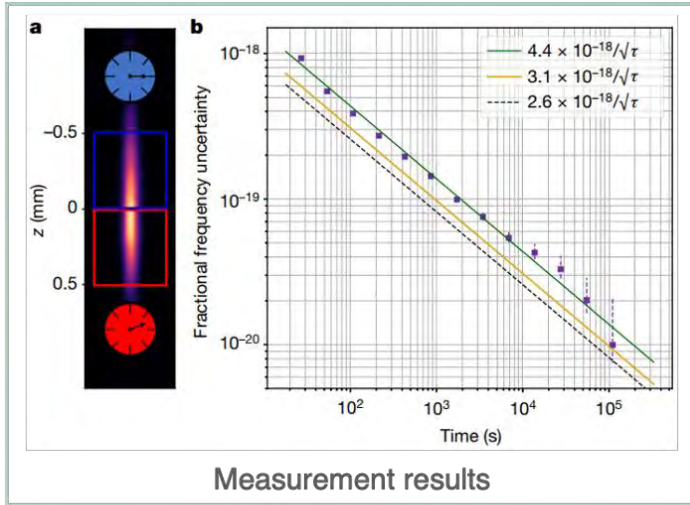 a
b
z (mm)
−0.5
0
0.5
Fractional frequency uncertainty
10⁻¹⁸
10⁻¹⁹
10⁻²⁰
4.4 × 10⁻¹⁸/√τ
3.1 × 10⁻¹⁸/√τ
2.6 × 10⁻¹⁸/√τ
10²
10³
10⁴
10⁵
Time (s)
Measurement results